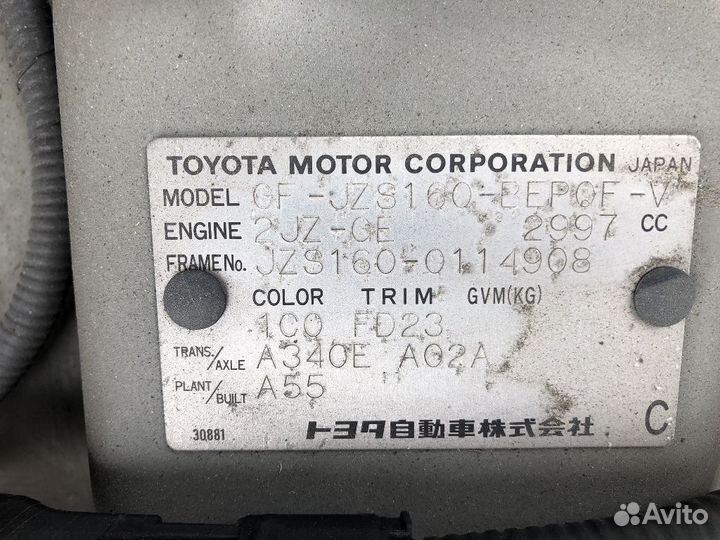 TOYOTA MOTOR CORPORATION JAPAN
MODEL GF-JZS160-BEPQF-V
ENGINE 2JZ-GE 2997 CC
FRAME No. JZS160-0114908
COLOR TRIM GVM(KG)
1C0 FD23
TRANS./AXLE A340E A02A
PLANT/BUILT A55
30881 トヨタ自動車株式会社 C
Avito